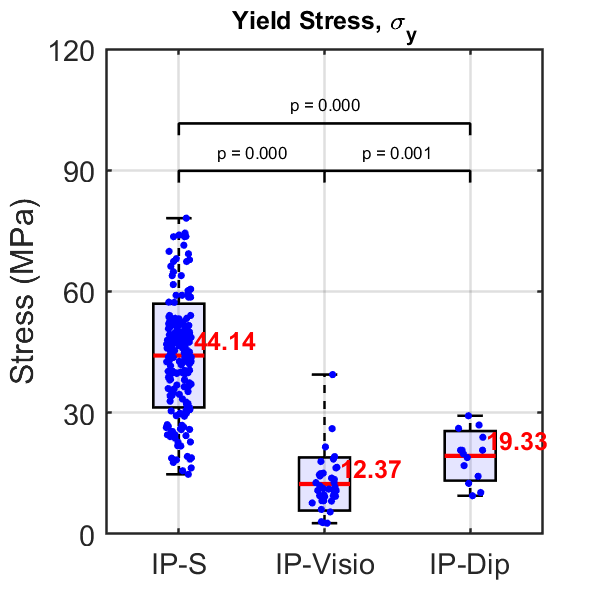 Yield Stress, σy
120
90
60
30
0
Stress (MPa)
p = 0.000
p = 0.000
p = 0.001
44.14
12.37
19.33
IP-S
IP-Visio
IP-Dip